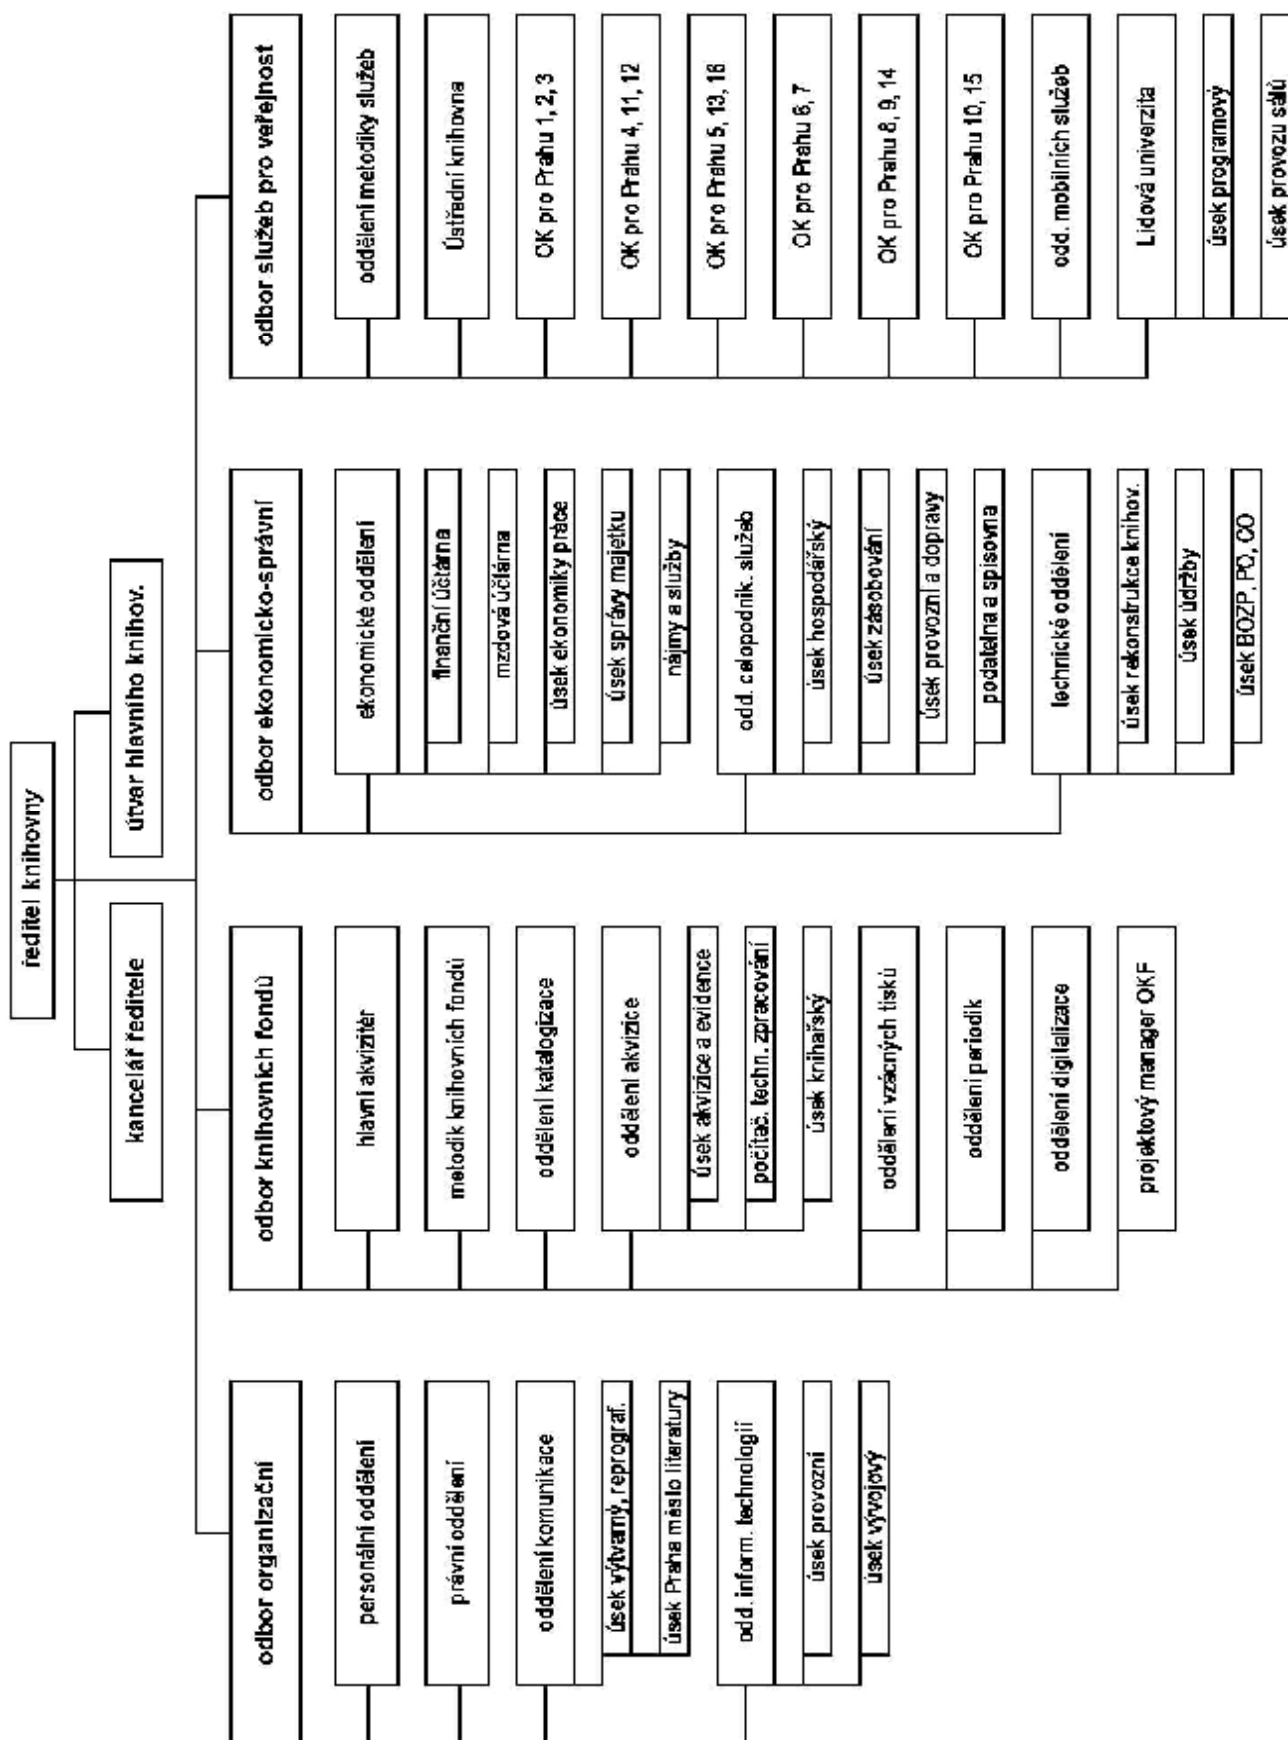 ředitel knihovny
kancelář ředitele
útvar hlavního knihov.
odbor organizační
personální oddělení
právní oddělení
oddělení komunikace
úsek výtvarný, reprograf.
úsek Praha město literatury
odd. inform. technologií
úsek provozní
úsek vývojový
odbor knihovních fondů
hlavní akvizitér
metodik knihovních fondů
oddělení katalogizace
oddělení akvizice
úsek akvizice a evidence
počítač. techn. zpracování
úsek knihařský
oddělení vzácných tisků
oddělení periodik
oddělení digitalizace
projektový manager OKF
odbor ekonomicko-správní
ekonomické oddělení
finanční účtárna
mzdová účtárna
úsek ekonomiky práce
úsek správy majetku
nájmy a služby
odd. celopodnik. služeb
úsek hospodářský
úsek zásobování
úsek provozní a dopravy
podatelna a spisovna
technické oddělení
úsek rekonstrukce knihov.
úsek údržby
úsek BOZP, PO, CO
odbor služeb pro veřejnost
oddělení metodiky služeb
Ústřední knihovna
OK pro Prahu 1, 2, 3
OK pro Prahu 4, 11, 12
OK pro Prahu 5, 13, 16
OK pro Prahu 6, 7
OK pro Prahu 8, 9, 14
OK pro Prahu 10, 15
odd. mobilních služeb
Lidová univerzita
úsek programový
úsek provozu sálů